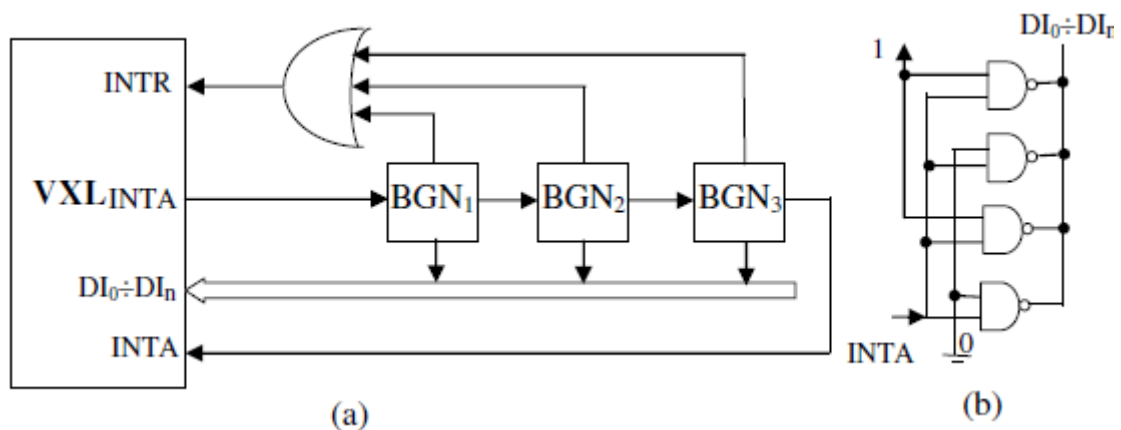 INTR
VXL INTA
BGN₁ BGN₂ BGN₃
DI₀÷DIₙ
INTA
(a)
DI₀÷DIₙ
1
INTA
0
(b)